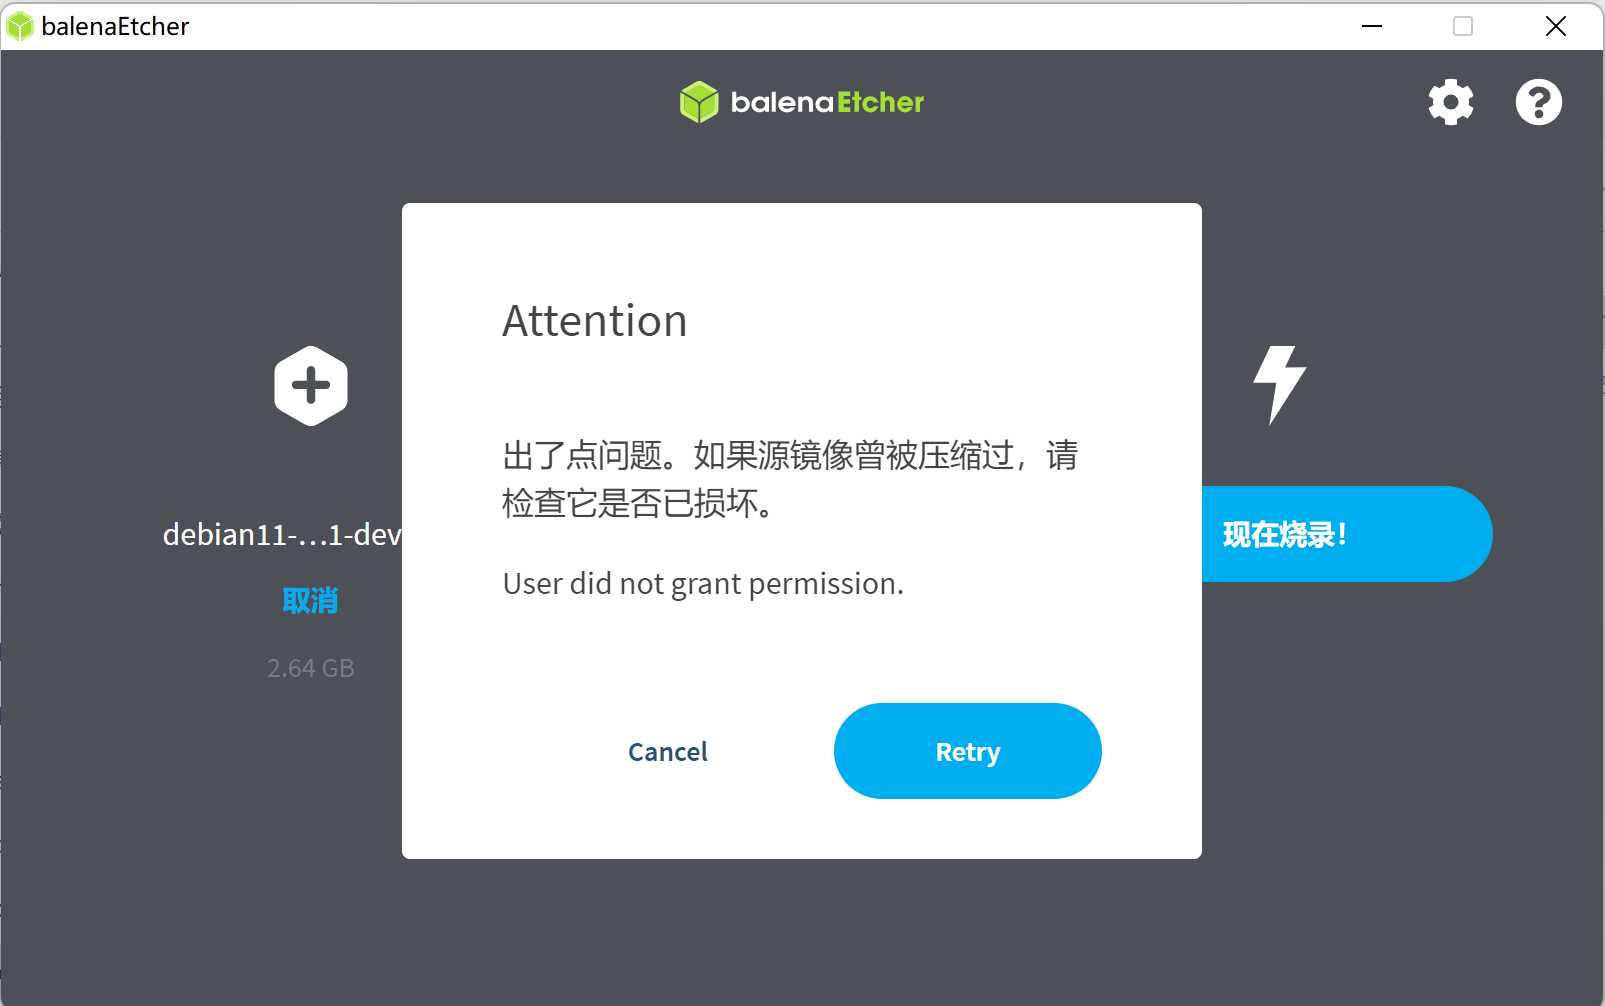 balenaEtcher
balenaEtcher
Attention
出了点问题。如果源镜像曾被压缩过，请
检查它是否已损坏。
User did not grant permission.
debian11-...1-dev
取消
2.64 GB
现在烧录！
Cancel
Retry